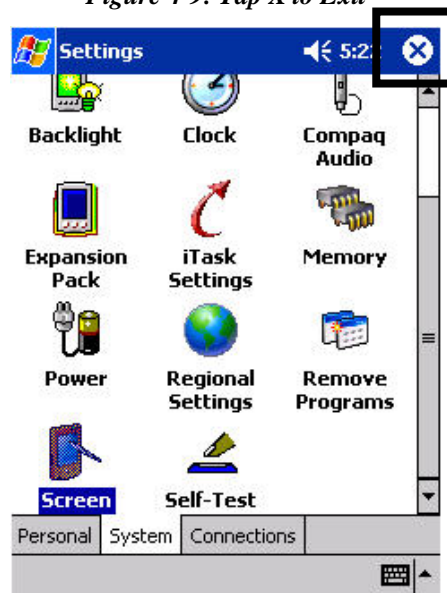 Figure 4-9: Tap X to Exit
Settings
5:22
Backlight
Clock
Compaq
Audio
Expansion
Pack
iTask
Settings
Memory
Power
Regional
Settings
Remove
Programs
Screen
Self-Test
Personal System Connections